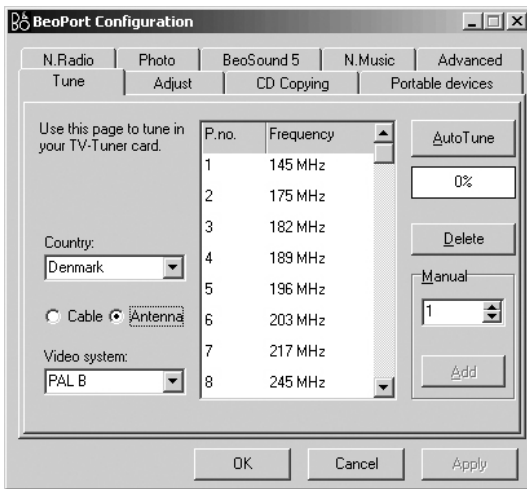 BeoPort Configuration
N.Radio Photo BeoSound 5 N.Music Advanced
Tune Adjust CD Copying Portable devices
Use this page to tune in
your TV-Tuner card.
Country:
Denmark
Cable Antenna
Video system:
PAL B
P.no. Frequency
1 145 MHz
2 175 MHz
3 182 MHz
4 189 MHz
5 196 MHz
6 203 MHz
7 217 MHz
8 245 MHz
AutoTune
0%
Delete
Manual
1
Add
OK Cancel Apply